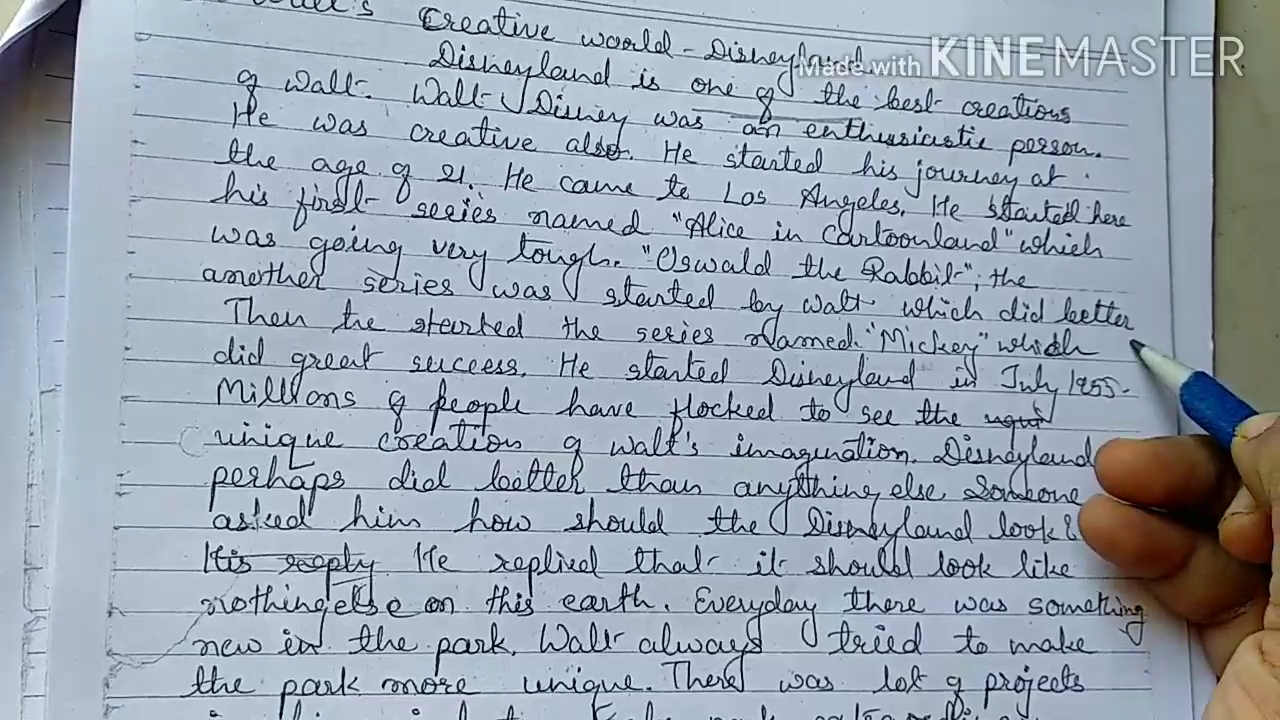 Creative world - Disneyland
Made with KINEMASTER
Disneyland is one of the best creations
of Walt. Walt Disney was an enthusiastic person.
He was creative also. He started his journey at
the age of 21. He came to Los Angeles. He started here
his first series named "Alice in Cartoonland" which
was going very tough. "Oswald the Rabbit", the
another series was started by Walt which did better
Then he started the series named "Mickey" which
did great success. He started Disneyland in July 1955.
Millions of people have flocked to see the
unique creation of Walt's imagination. Disneyland
perhaps did better than anything else. Someone
asked him how should the Disneyland look?
His reply He replied that it should look like
nothing else on this earth. Everyday there was something
new in the park. Walt always tried to make
the park more unique. There was lot of projects